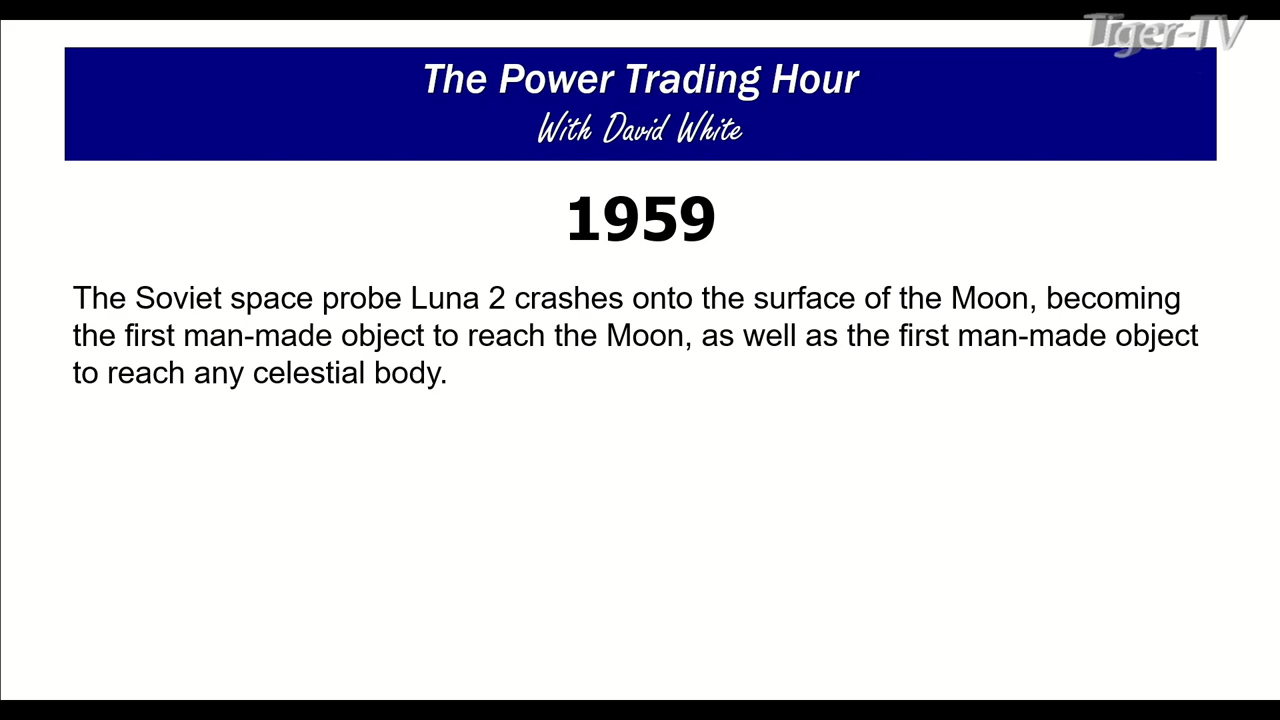 Tiger-TV
The Power Trading Hour
With David White
1959
The Soviet space probe Luna 2 crashes onto the surface of the Moon, becoming
the first man-made object to reach the Moon, as well as the first man-made object
to reach any celestial body.